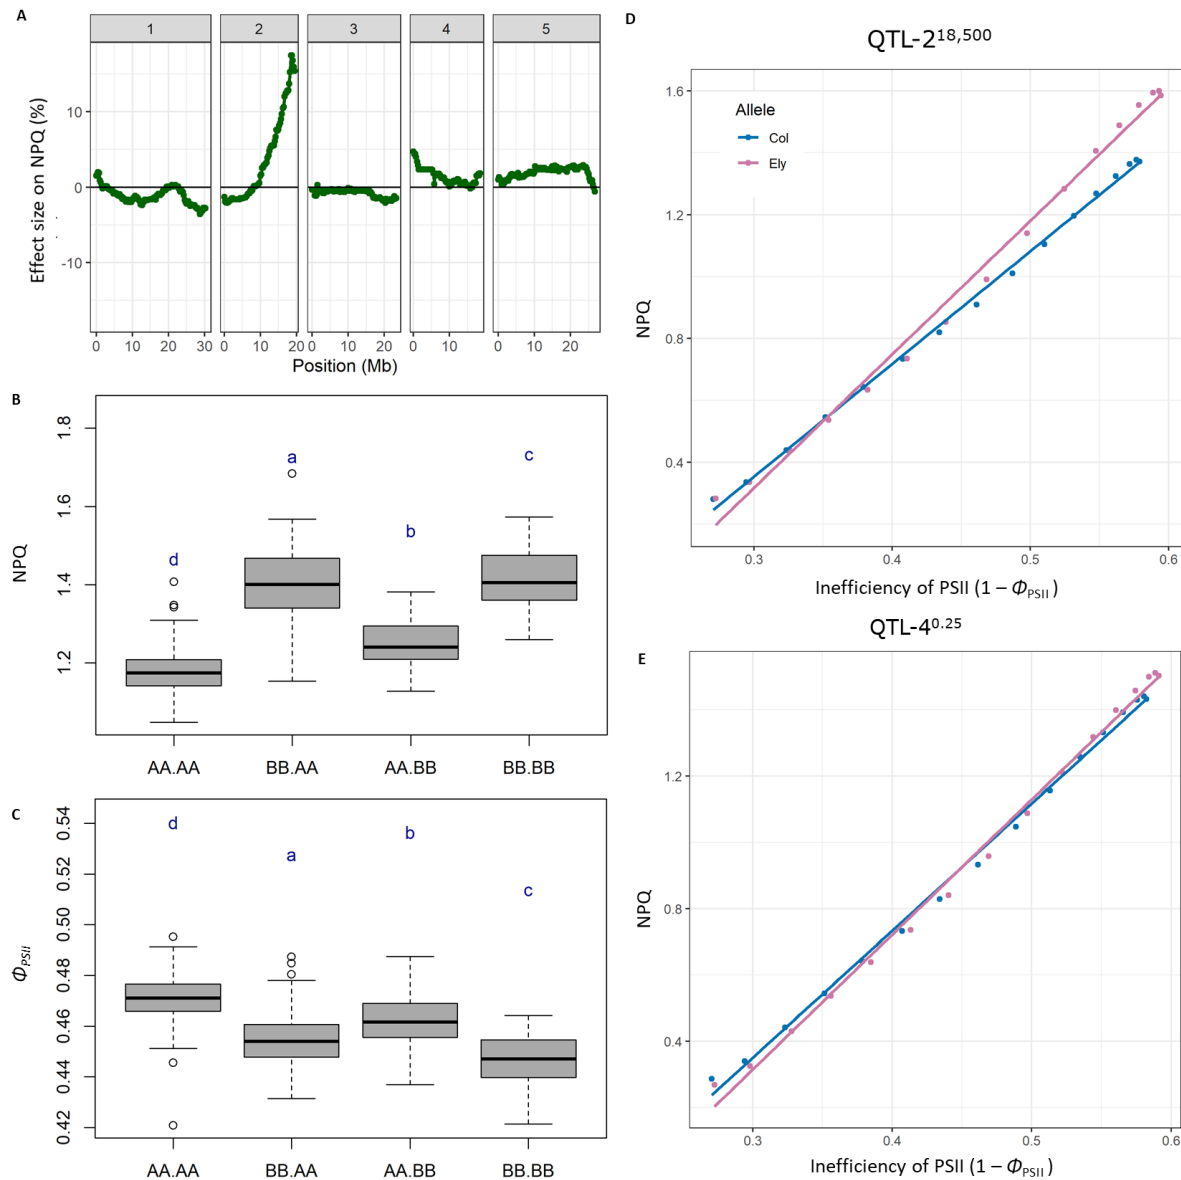 A
1 2 3 4 5
Effect size on NPQ (%)
10
0
-10
0 10 20 30 0 10 20 0 10 20 0 10 0 10 20
Position (Mb)
B
NPQ
1.8
1.6
1.4
1.2
d a b c
AA.AA BB.AA AA.BB BB.BB
C
ΦPSII
0.54
0.52
0.50
0.48
0.46
0.44
0.42
d a b c
AA.AA BB.AA AA.BB BB.BB
D
QTL-2^18,500
Allele
Col
Ely
NPQ
1.6
1.2
0.8
0.4
0.3 0.4 0.5 0.6
Inefficiency of PSII (1 – ΦPSII )
QTL-4^0.25
E
NPQ
1.2
0.8
0.4
0.3 0.4 0.5 0.6
Inefficiency of PSII (1 – ΦPSII )